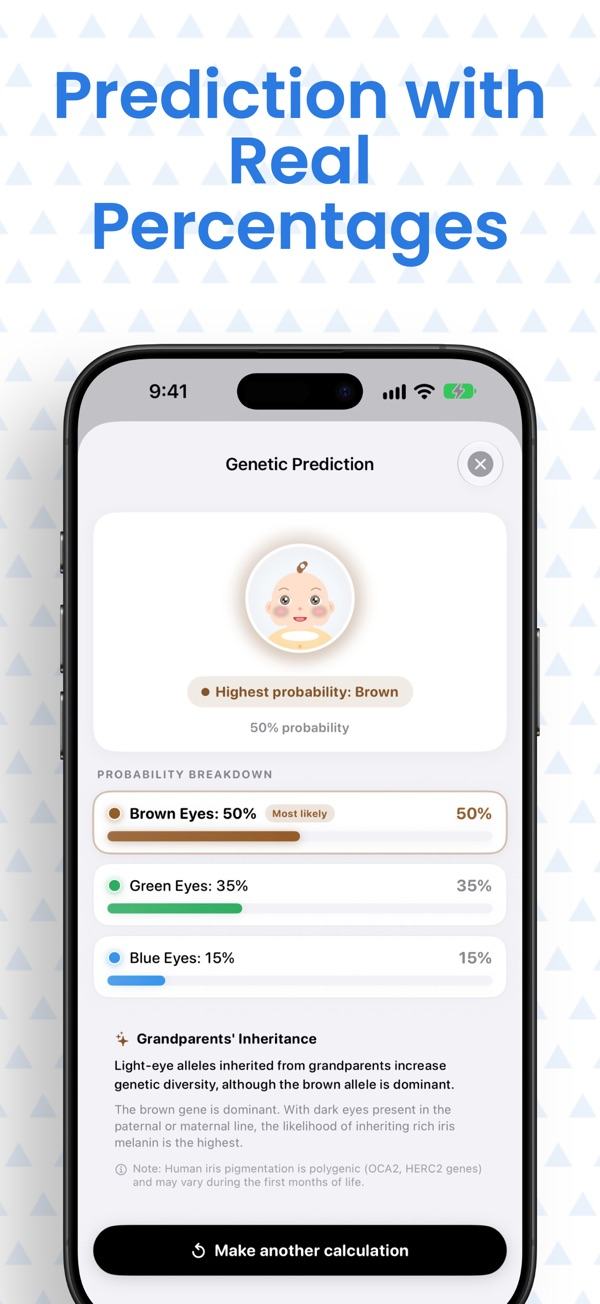 Prediction with
Real
Percentages
9:41
Genetic Prediction
Highest probability: Brown
50% probability
PROBABILITY BREAKDOWN
Brown Eyes: 50% Most likely 50%
Green Eyes: 35% 35%
Blue Eyes: 15% 15%
Grandparents' Inheritance
Light-eye alleles inherited from grandparents increase
genetic diversity, although the brown allele is dominant.
The brown gene is dominant. With dark eyes present in the
paternal or maternal line, the likelihood of inheriting rich iris
melanin is the highest.
Note: Human iris pigmentation is polygenic (OCA2, HERC2 genes)
and may vary during the first months of life.
Make another calculation